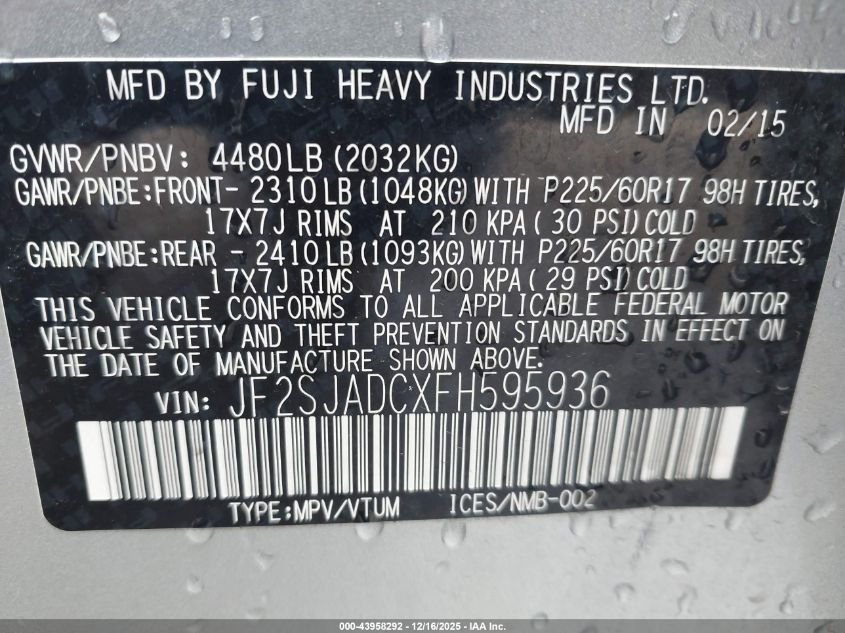 MFD BY FUJI HEAVY INDUSTRIES LTD.
MFD IN 02/15
GVWR/PNBV: 4480LB(2032KG)
GAWR/PNBE:FRONT- 2310LB(1048KG)WITH P225/60R17 98H TIRES,
17X7J RIMS AT 210 KPA(30 PSI)COLD
GAWR/PNBE:REAR - 2410LB(1093KG)WITH P225/60R17 98H TIRES,
17X7J RIMS AT 200 KPA(29 PSI)COLD
THIS VEHICLE CONFORMS TO ALL APPLICABLE FEDERAL MOTOR
VEHICLE SAFETY AND THEFT PREVENTION STANDARDS IN EFFECT ON
THE DATE OF MANUFACTURE SHOWN ABOVE.
VIN: JF2SJADCXFH595936
TYPE:MPV/VTUM ICES/NMB-002
000-43958292 - 12/16/2025 - IAA Inc.